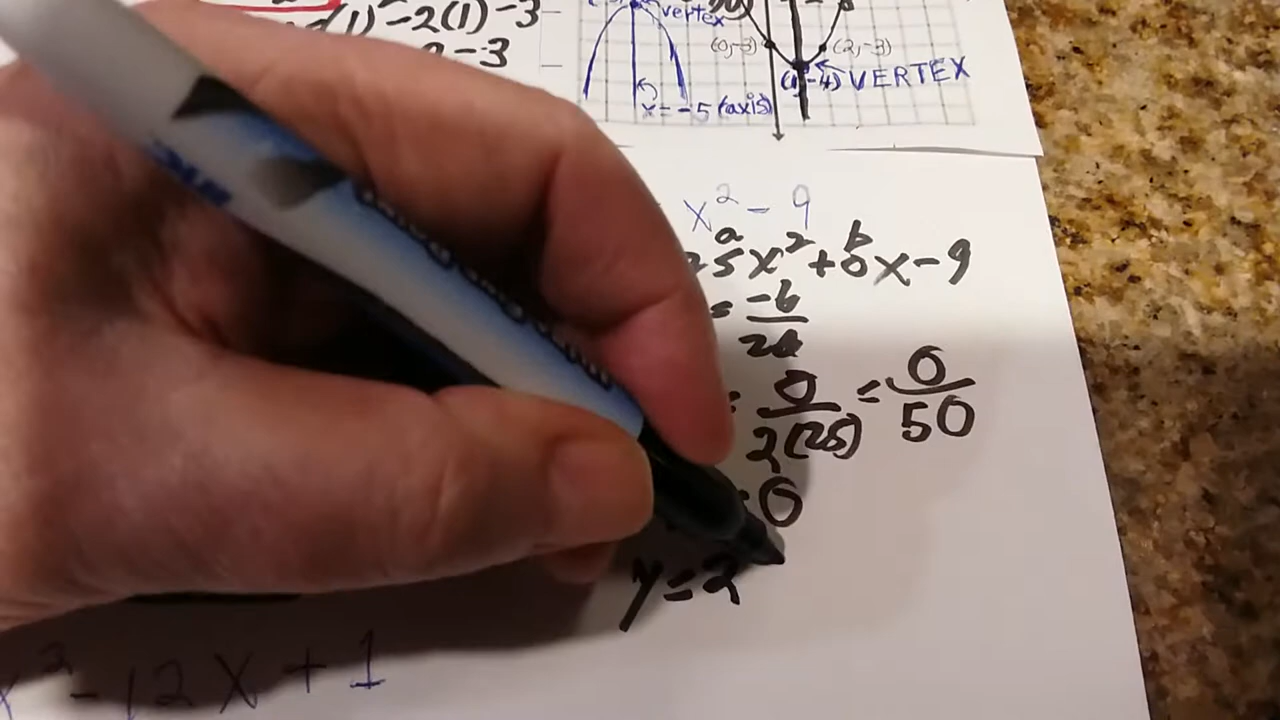 (1)-2(1)-3
-3
vertex
(0,-3)
(2,-3)
(1,-4)
VERTEX
x=-5 (axis)
x²-9
a
b
25x²+0x-9
= -b/2a
= 0/2(25) = 0/50
=0
y=2
x²-12x+1